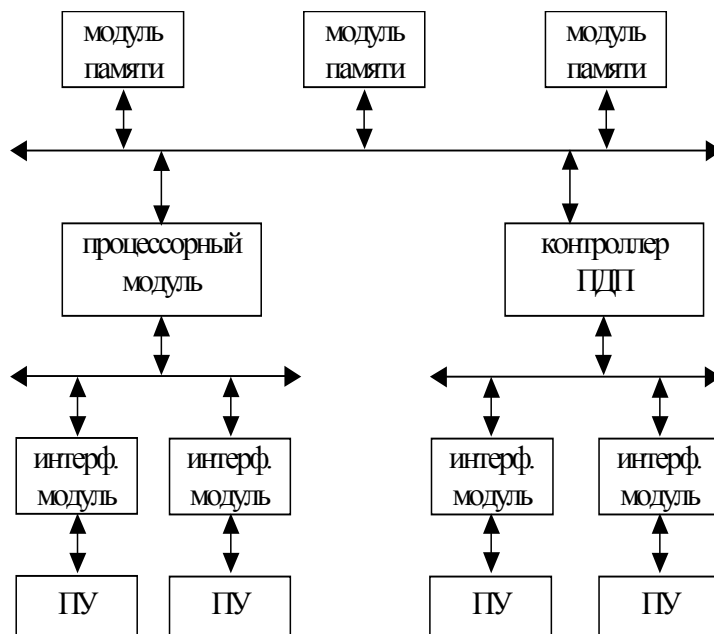 модуль
памяти
модуль
памяти
модуль
памяти
процессорный
модуль
контроллер
ПДП
интерф.
модуль
интерф.
модуль
интерф.
модуль
интерф.
модуль
ПУ
ПУ
ПУ
ПУ